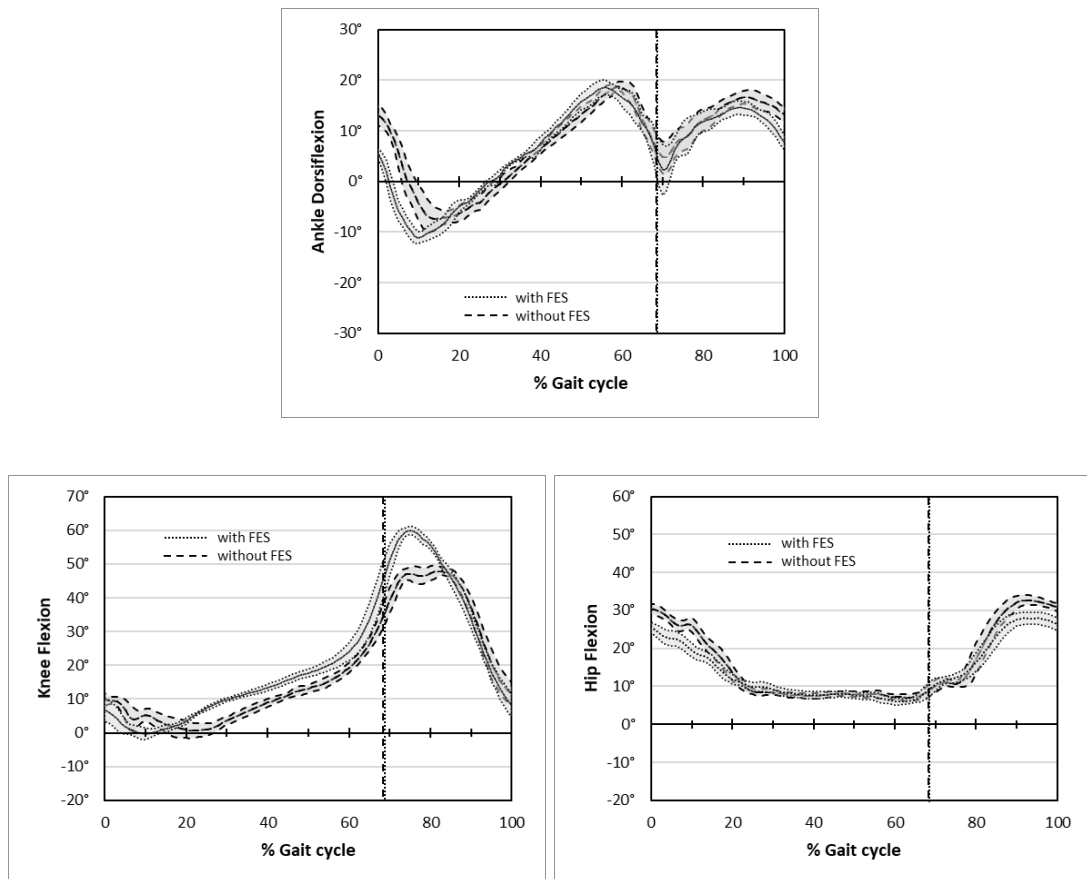 30°
20°
10°
0°
-10°
-20°
-30°
Ankle Dorsiflexion
with FES
without FES
0 20 40 60 80 100
% Gait cycle
70°
60°
50°
40°
30°
20°
10°
0°
-10°
-20°
Knee Flexion
with FES
without FES
0 20 40 60 80 100
% Gait cycle
60°
50°
40°
30°
20°
10°
0°
-10°
-20°
Hip Flexion
with FES
without FES
0 20 40 60 80 100
% Gait cycle